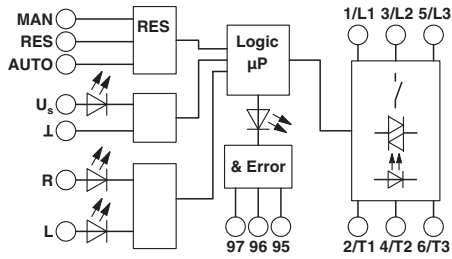 MAN
RES
AUTO
RES
Us
⊥
R
L
Logic
µP
& Error
97 96 95
1/L1 3/L2 5/L3
2/T1 4/T2 6/T3